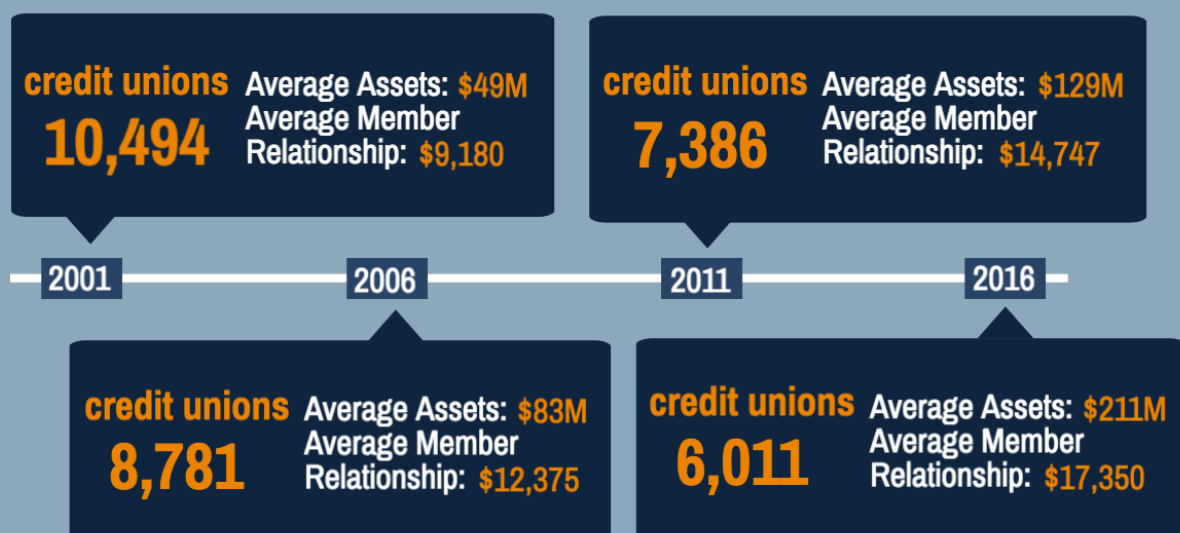 credit unions
10,494
Average Assets: $49M
Average Member
Relationship: $9,180
credit unions
7,386
Average Assets: $129M
Average Member
Relationship: $14,747
2001
2006
2011
2016
credit unions
8,781
Average Assets: $83M
Average Member
Relationship: $12,375
credit unions
6,011
Average Assets: $211M
Average Member
Relationship: $17,350